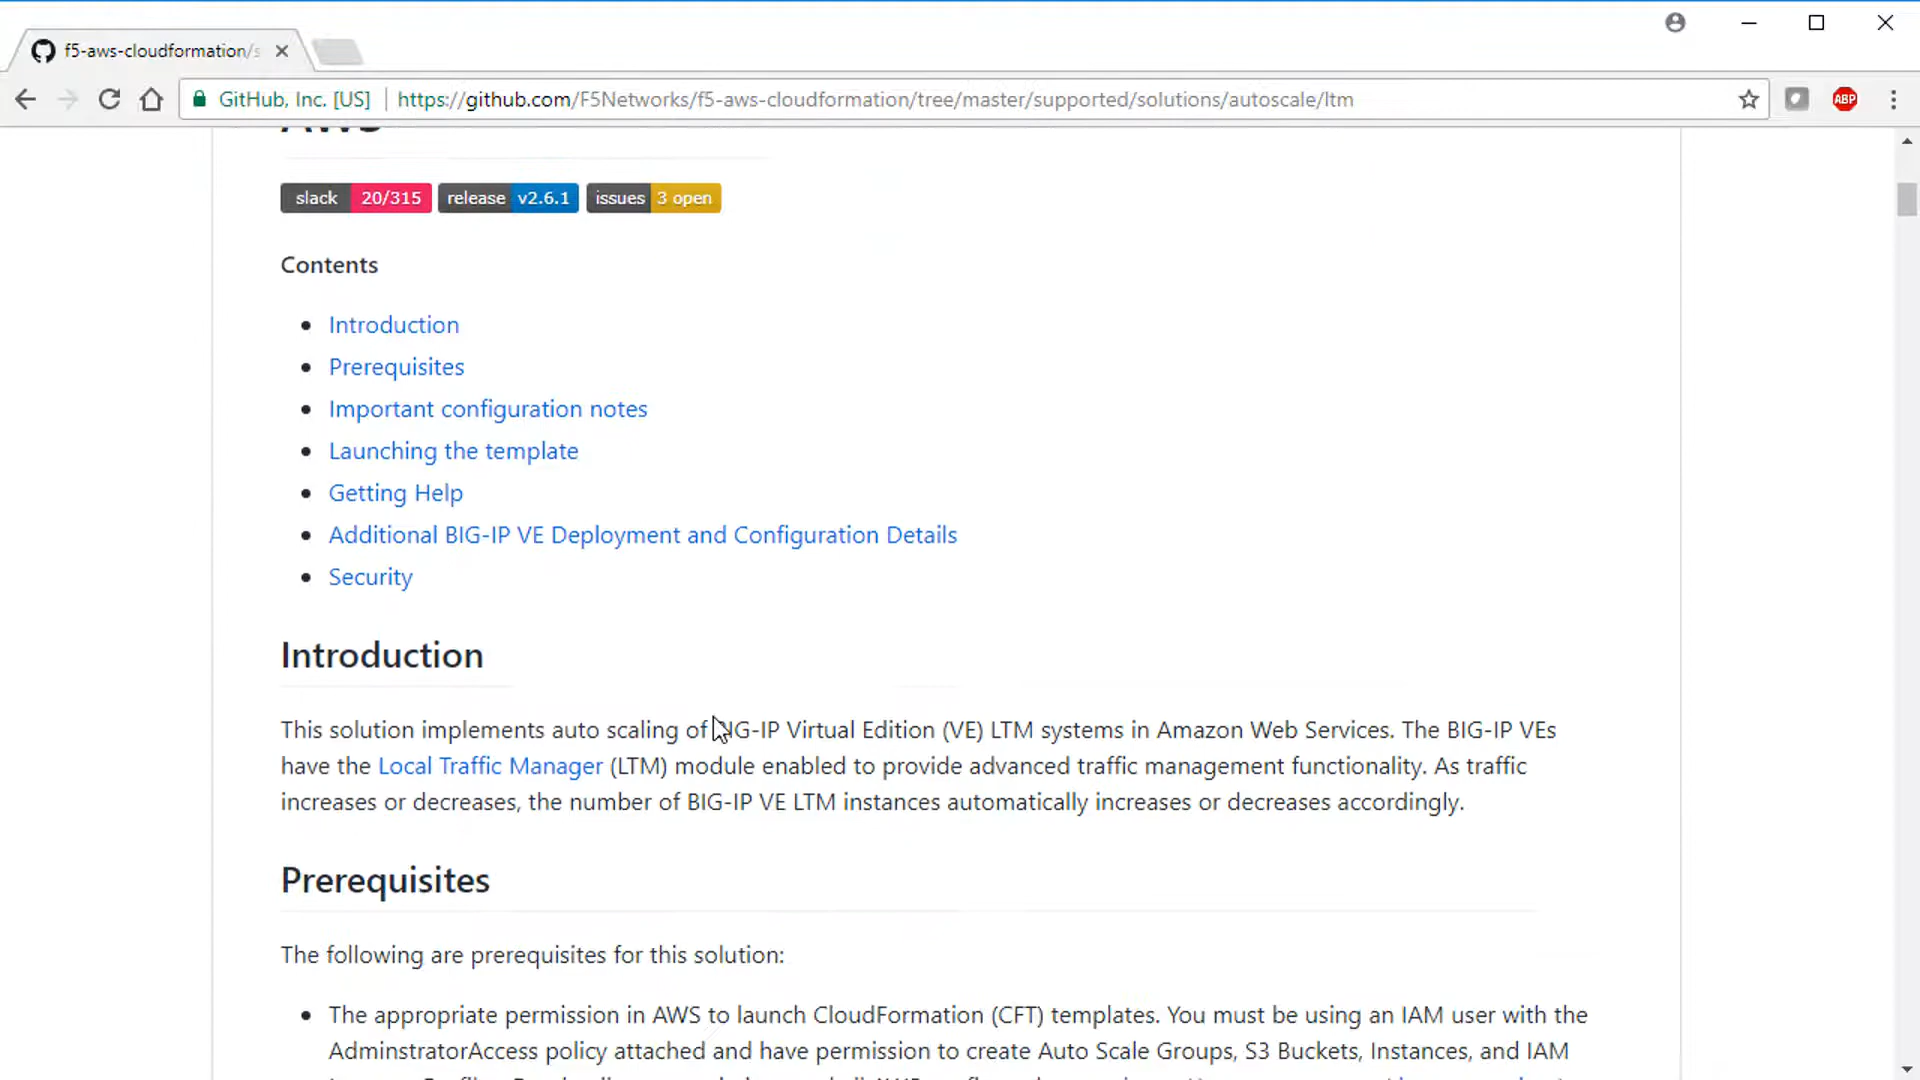 f5-aws-cloudformation/s
GitHub, Inc. [US] https://github.com/F5Networks/f5-aws-cloudformation/tree/master/supported/solutions/autoscale/ltm
ABP
AWS
slack 20/315 release v2.6.1 issues 3 open
Contents
Introduction
Prerequisites
Important configuration notes
Launching the template
Getting Help
Additional BIG-IP VE Deployment and Configuration Details
Security
Introduction
This solution implements auto scaling of BIG-IP Virtual Edition (VE) LTM systems in Amazon Web Services. The BIG-IP VEs
have the Local Traffic Manager (LTM) module enabled to provide advanced traffic management functionality. As traffic
increases or decreases, the number of BIG-IP VE LTM instances automatically increases or decreases accordingly.
Prerequisites
The following are prerequisites for this solution:
The appropriate permission in AWS to launch CloudFormation (CFT) templates. You must be using an IAM user with the
AdminstratorAccess policy attached and have permission to create Auto Scale Groups, S3 Buckets, Instances, and IAM